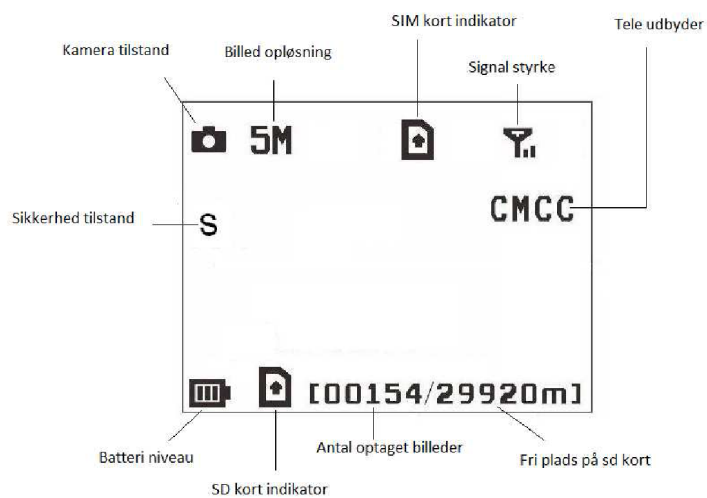 SIM kort indikator
Tele udbyder
Kamera tilstand
Billed opløsning
Signal styrke
5M
CMCC
Sikkerhed tilstand
S
[00154/29920m]
Batteri niveau
Antal optaget billeder
Fri plads på sd kort
SD kort indikator